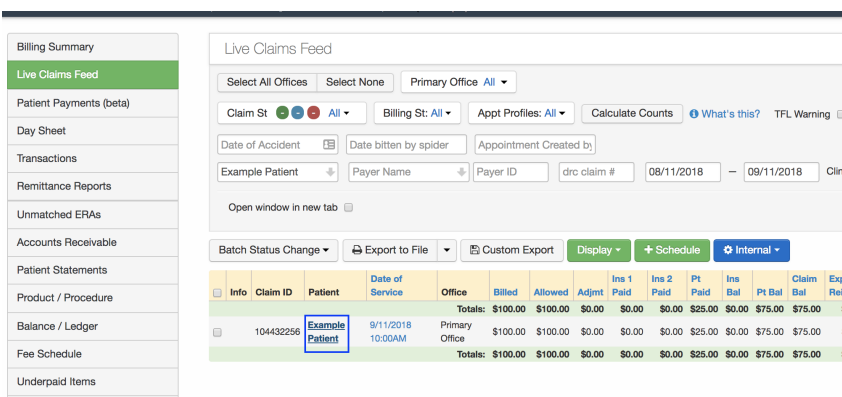 Billing Summary
Live Claims Feed
Patient Payments (beta)
Day Sheet
Transactions
Remittance Reports
Unmatched ERAs
Accounts Receivable
Patient Statements
Product / Procedure
Balance / Ledger
Fee Schedule
Underpaid Items
Live Claims Feed
Select All Offices Select None Primary Office All
Claim St - - - All Billing St: All Appt Profiles: All Calculate Counts What's this? TFL Warning
Date of Accident Date bitten by spider Appointment Created by
Example Patient Payer Name Payer ID drc claim # 08/11/2018 — 09/11/2018
Open window in new tab
Batch Status Change Export to File Custom Export Display + Schedule Internal
Info Claim ID Patient Date of Service Office Billed Allowed Adjmt Ins 1 Paid Ins 2 Paid Pt Paid Ins Bal Pt Bal Claim Bal
Totals: $100.00 $100.00 $0.00 $0.00 $0.00 $25.00 $0.00 $75.00 $75.00
104432256 Example Patient 9/11/2018 10:00AM Primary Office $100.00 $100.00 $0.00 $0.00 $0.00 $25.00 $0.00 $75.00 $75.00
Totals: $100.00 $100.00 $0.00 $0.00 $0.00 $25.00 $0.00 $75.00 $75.00